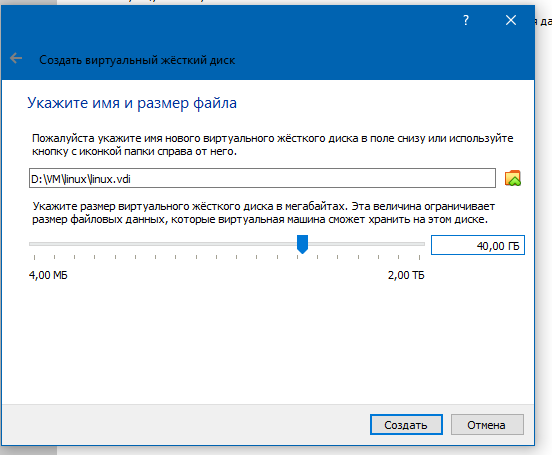 ?
Создать виртуальный жёсткий диск
Укажите имя и размер файла
Пожалуйста укажите имя нового виртуального жёсткого диска в поле снизу или используйте
кнопку с иконкой папки справа от него.
D:\VM\linux\linux.vdi
Укажите размер виртуального жёсткого диска в мегабайтах. Эта величина ограничивает
размер файловых данных, которые виртуальная машина сможет хранить на этом диске.
40,00 ГБ
4,00 МБ 2,00 ТБ
Создать Отмена